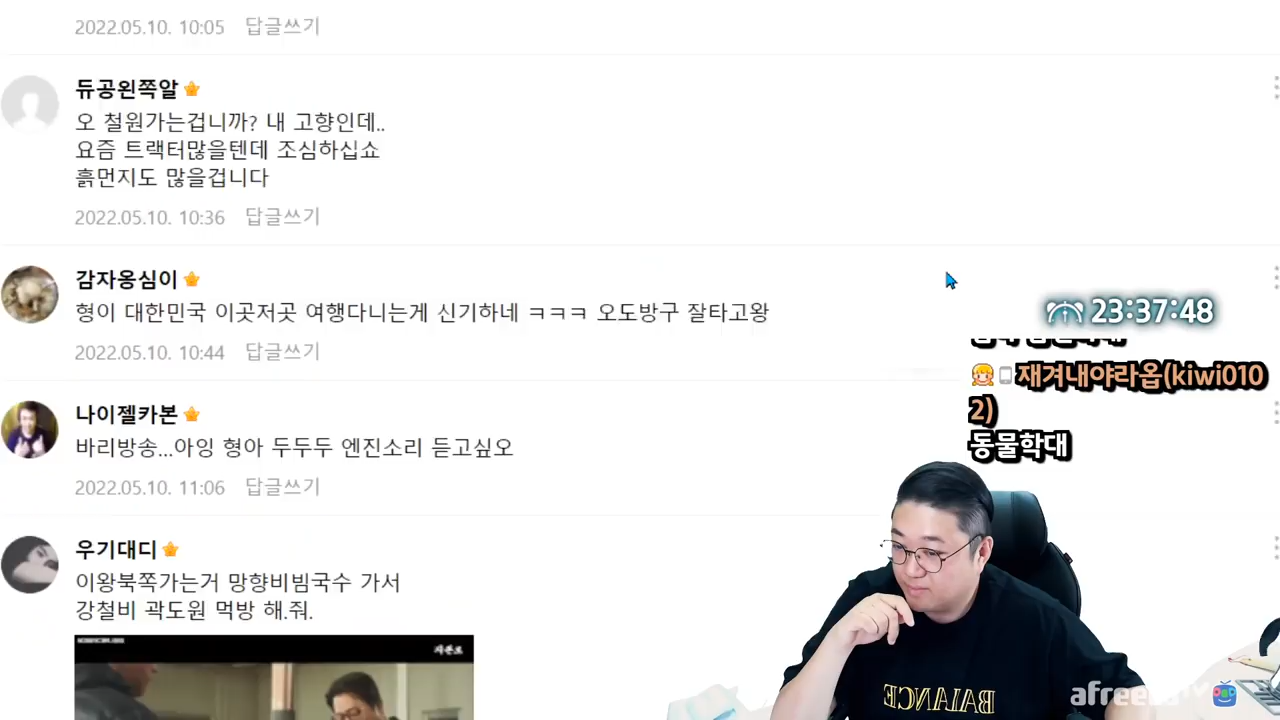 2022.05.10. 10:05 답글쓰기
듀공왼쪽알
오 철원가는겁니까? 내 고향인데..
요즘 트랙터많을텐데 조심하십쇼
흙먼지도 많을겁니다
2022.05.10. 10:36 답글쓰기
감자옹심이
형이 대한민국 이곳저곳 여행다니는게 신기하네 ㅋㅋㅋ 오도방구 잘타고왕
2022.05.10. 10:44 답글쓰기
23:37:48
재겨내야라옵(kiwi010
2)
동물학대
나이젤카본
바리방송...아잉 형아 두두두 엔진소리 듣고싶오
2022.05.10. 11:06 답글쓰기
우기대디
이왕북쪽가는거 망향비빔국수 가서
강철비 곽도원 먹방 해.줘.
BALANCE